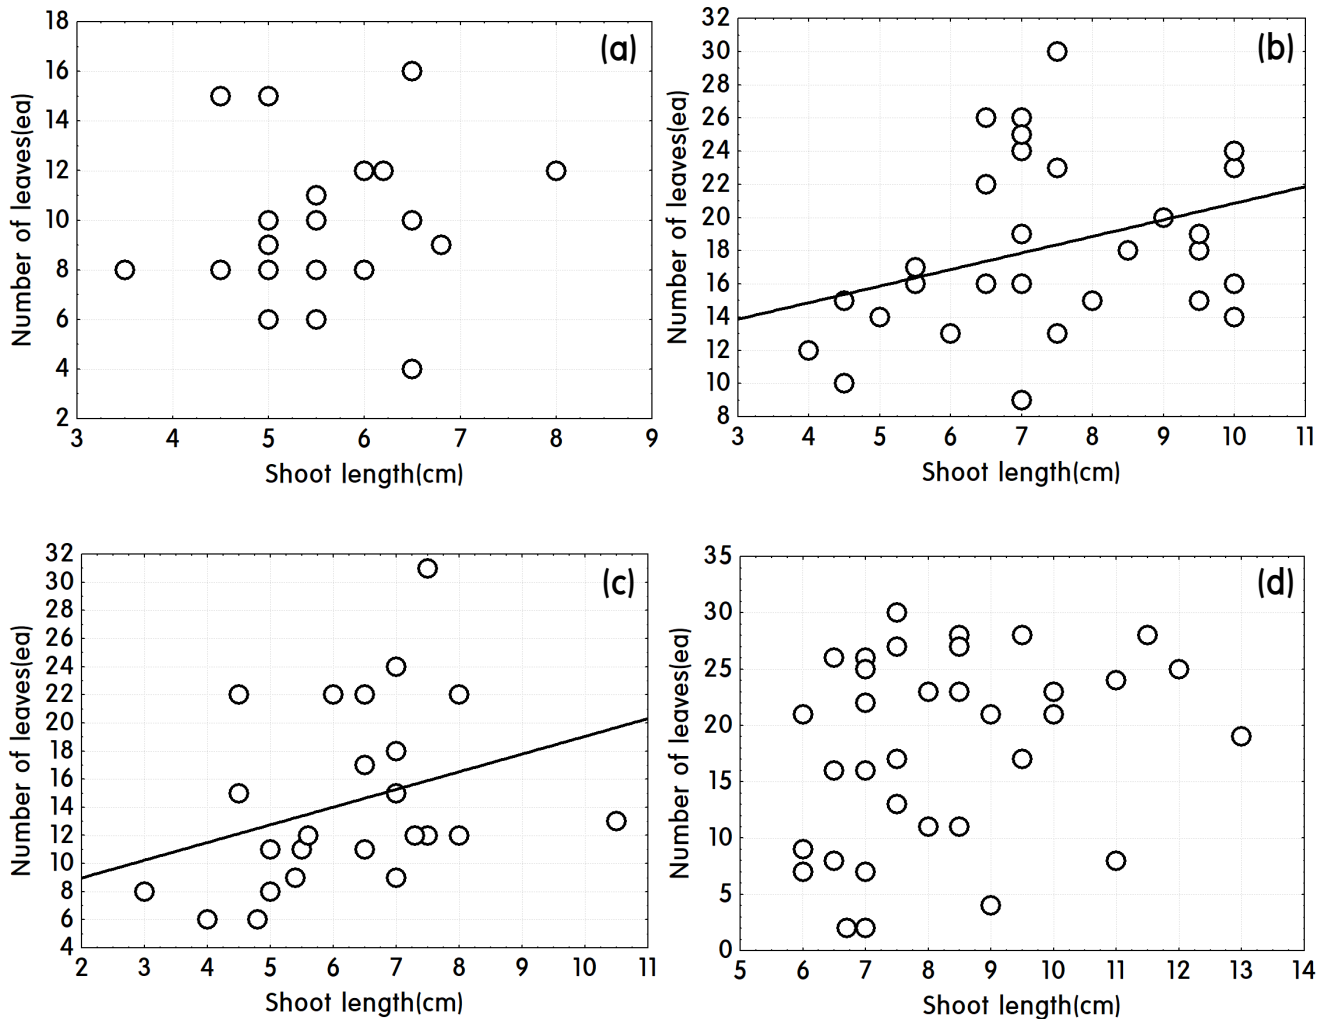 (a)
Number of leaves(ea)
18
16
14
12
10
8
6
4
2
3 4 5 6 7 8 9
Shoot length(cm)
(b)
Number of leaves(ea)
32
30
28
26
24
22
20
18
16
14
12
10
8
3 4 5 6 7 8 9 10 11
Shoot length(cm)
(c)
Number of leaves(ea)
32
30
28
26
24
22
20
18
16
14
12
10
8
6
4
2 3 4 5 6 7 8 9 10 11
Shoot length(cm)
(d)
Number of leaves(ea)
35
30
25
20
15
10
5
0
5 6 7 8 9 10 11 12 13 14
Shoot length(cm)